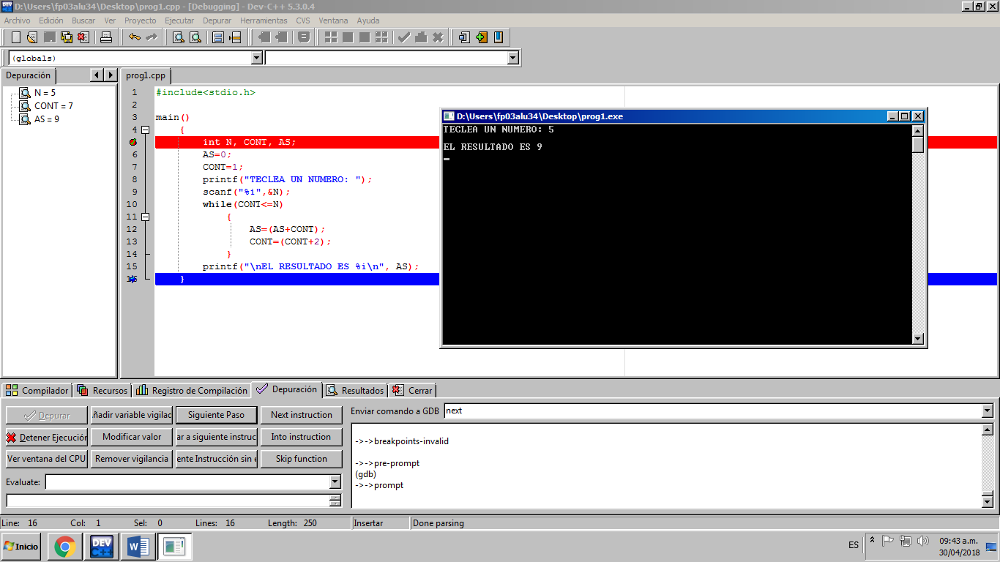 D:\Users\fp03alu34\Desktop\prog1.cpp - [Debugging] - Dev-C++ 5.3.0.4
Archivo Edición Buscar Ver Proyecto Ejecutar Debug Depurar Herramientas CVS Ventana Ayuda
(globals)
Depuración
prog1.cpp
N = 5
CONT = 7
AS = 9
1 #include<stdio.h>
2
3 main()
4 {
int N, CONT, AS;
6 AS=0;
7 CONT=1;
8 printf("TECLEA UN NUMERO: ");
9 scanf("%i",&N);
10 while(CONT<=N)
11 {
12 AS=(AS+CONT);
13 CONT=(CONT+2);
14 }
15 printf("\nEL RESULTADO ES %i\n", AS);
16 }
D:\Users\fp03alu34\Desktop\prog1.exe
TECLEA UN NUMERO: 5
EL RESULTADO ES 9
Compilador Recursos Registro de Compilación Depuración Resultados Cerrar
Depurar ñadir variable vigilac Siguiente Paso Next instruction
Detener Ejecución Modificar valor ar a siguiente instruc Into instruction
Ver ventana del CPU Remover vigilancia ente Instrucción sin e Skip function
Evaluate:
Enviar comando a GDB next
->->breakpoints-invalid
->->pre-prompt
(gdb)
->->prompt
Line: 16 Col: 1 Sel: 0 Lines: 16 Length: 250 Insertar Done parsing
Inicio
DEV C++
W
ES
09:43 a.m.
30/04/2018